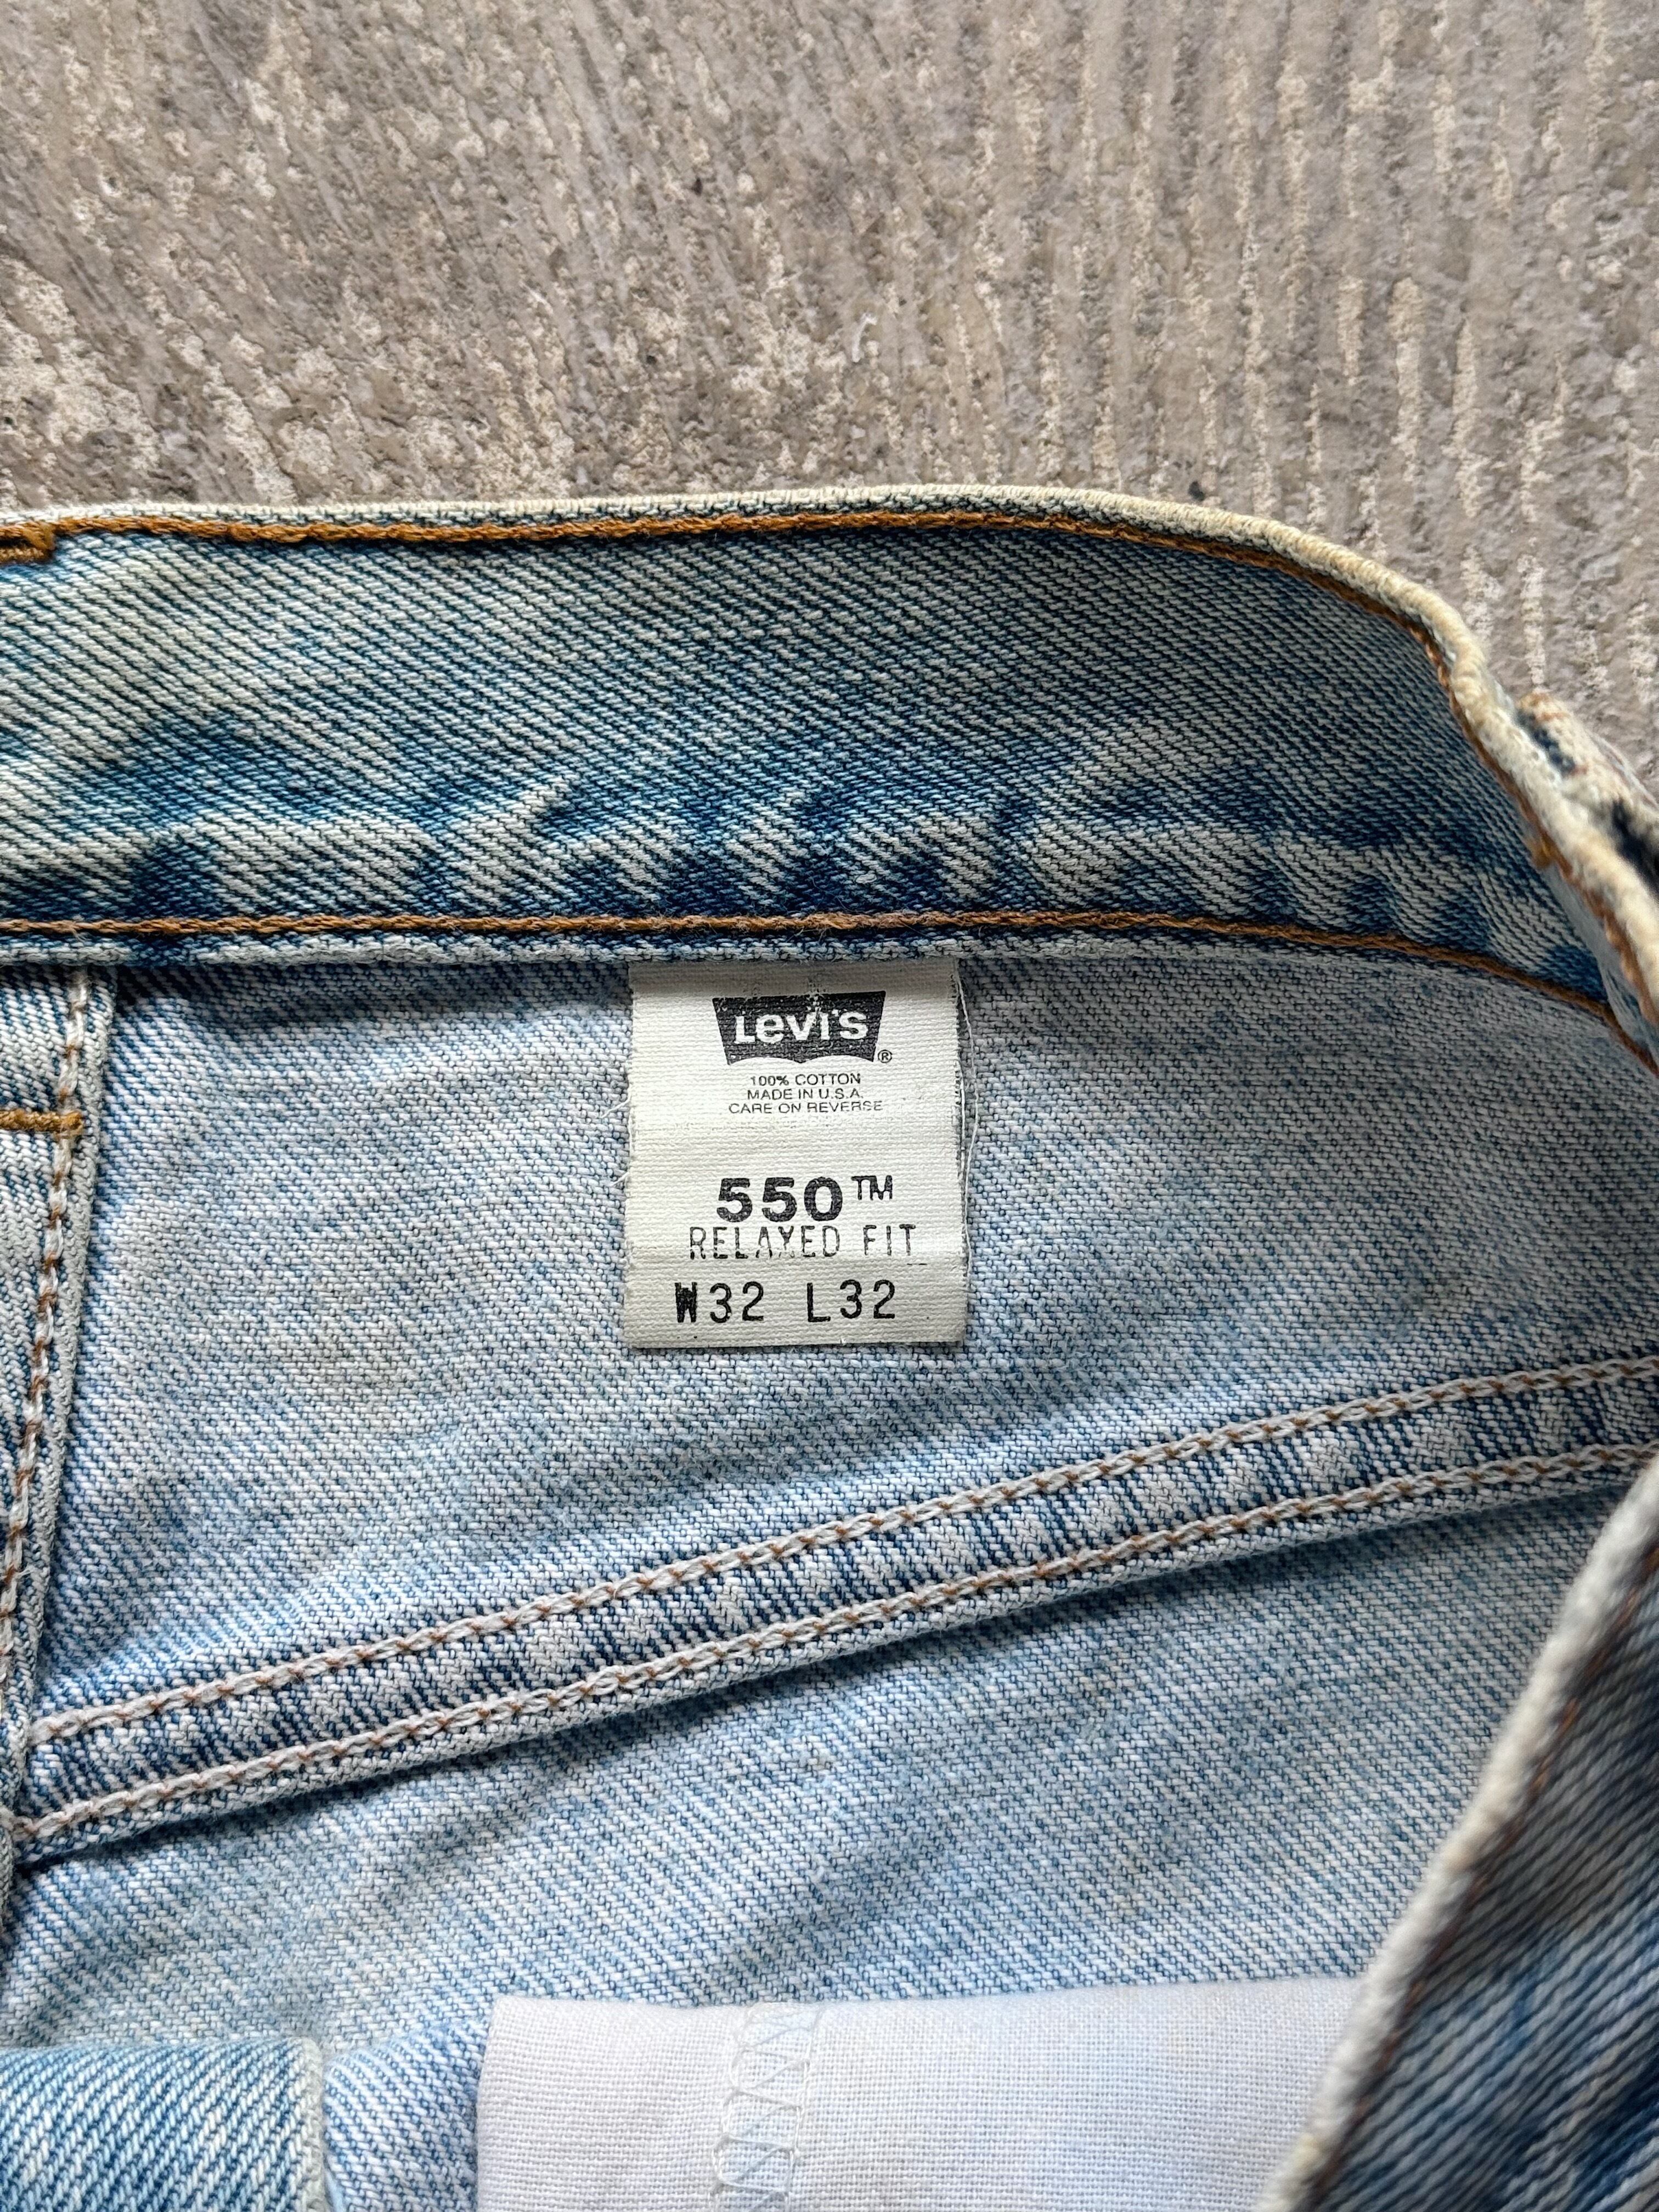 Levi's ®
100% COTTON
MADE IN U.S.A.
CARE ON REVERSE
550™
RELAXED FIT
W32 L32